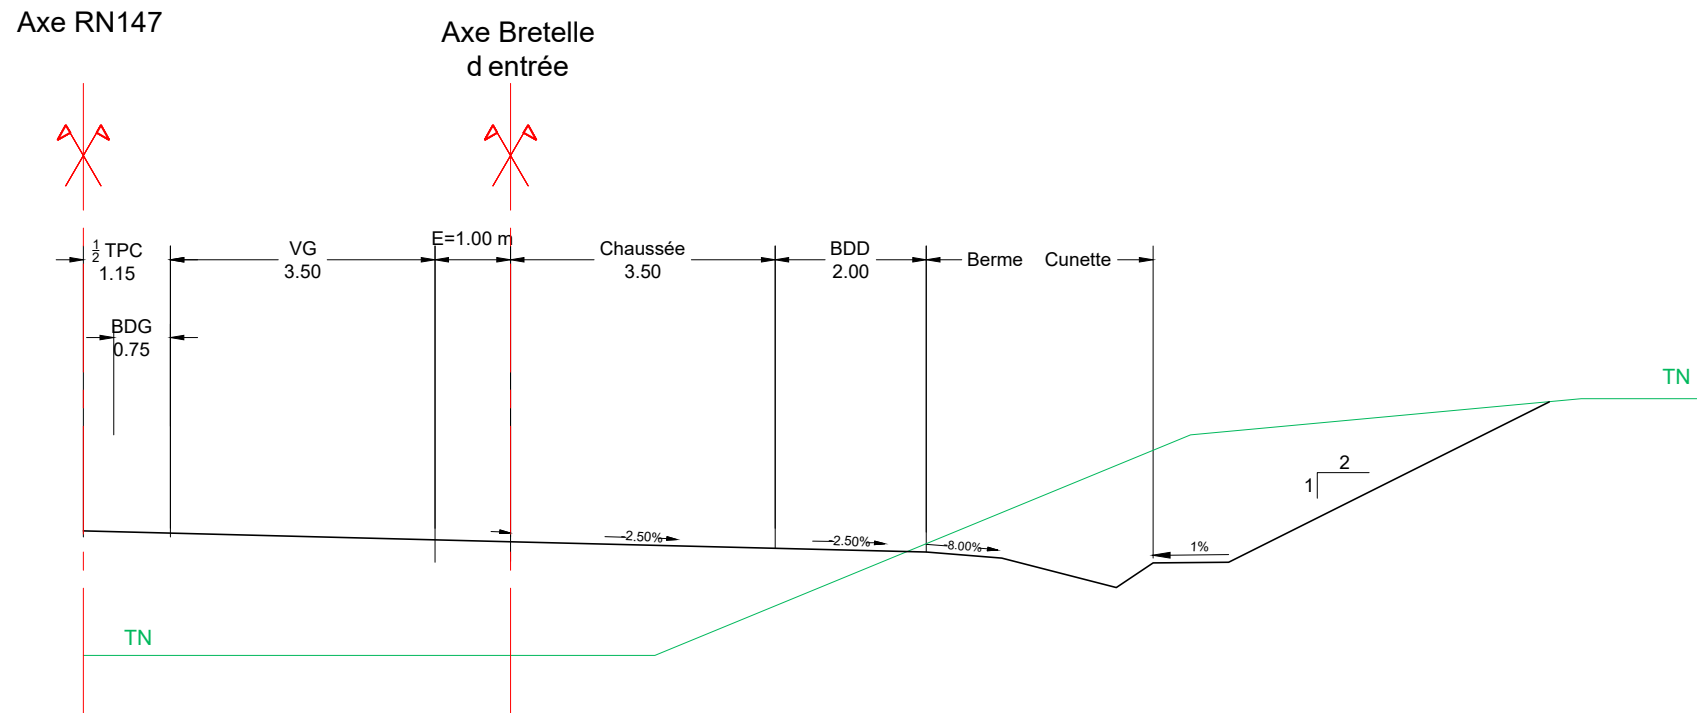 Axe RN147
Axe Bretelle
d entrée
1/2 TPC
1.15
VG
3.50
E=1.00 m
Chaussée
3.50
BDD
2.00
Berme
Cunette
BDG
0.75
TN
2
1
-2.50%
-2.50%
-8.00%
1%
TN